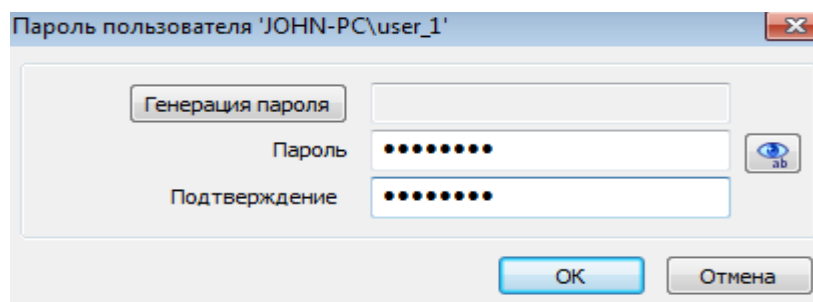 Пароль пользователя 'JOHN-PC\user_1'
Генерация пароля
Пароль ●●●●●●●●
ab
Подтверждение ●●●●●●●●
OK Отмена